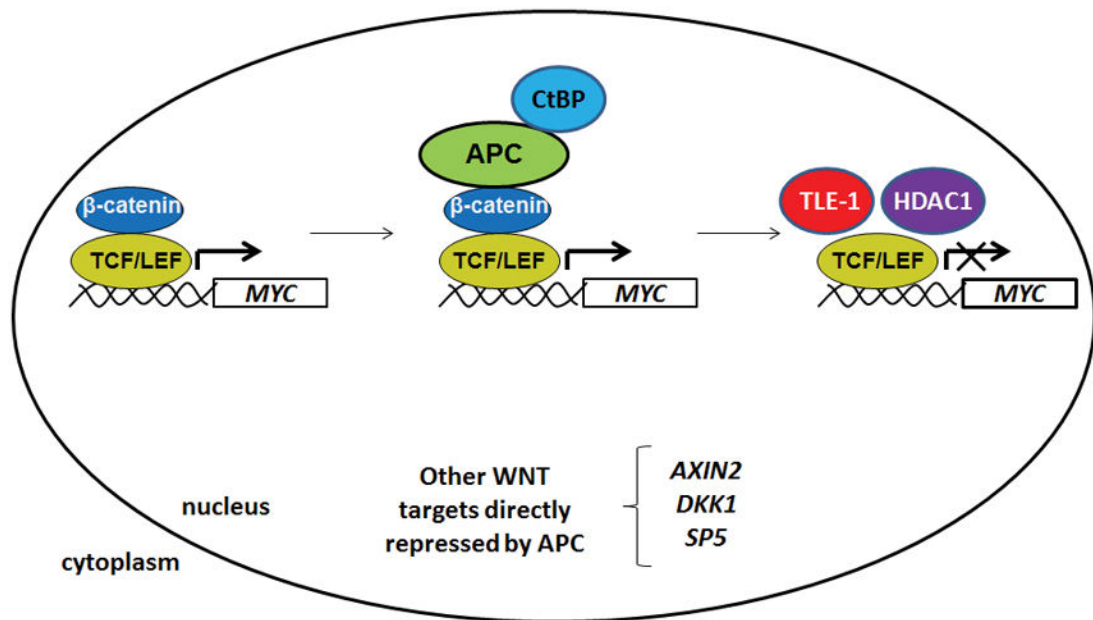 β-catenin
TCF/LEF
MYC
CtBP
APC
β-catenin
TCF/LEF
MYC
TLE-1
HDAC1
TCF/LEF
MYC
nucleus
cytoplasm
Other WNT
targets directly
repressed by APC
AXIN2
DKK1
SP5